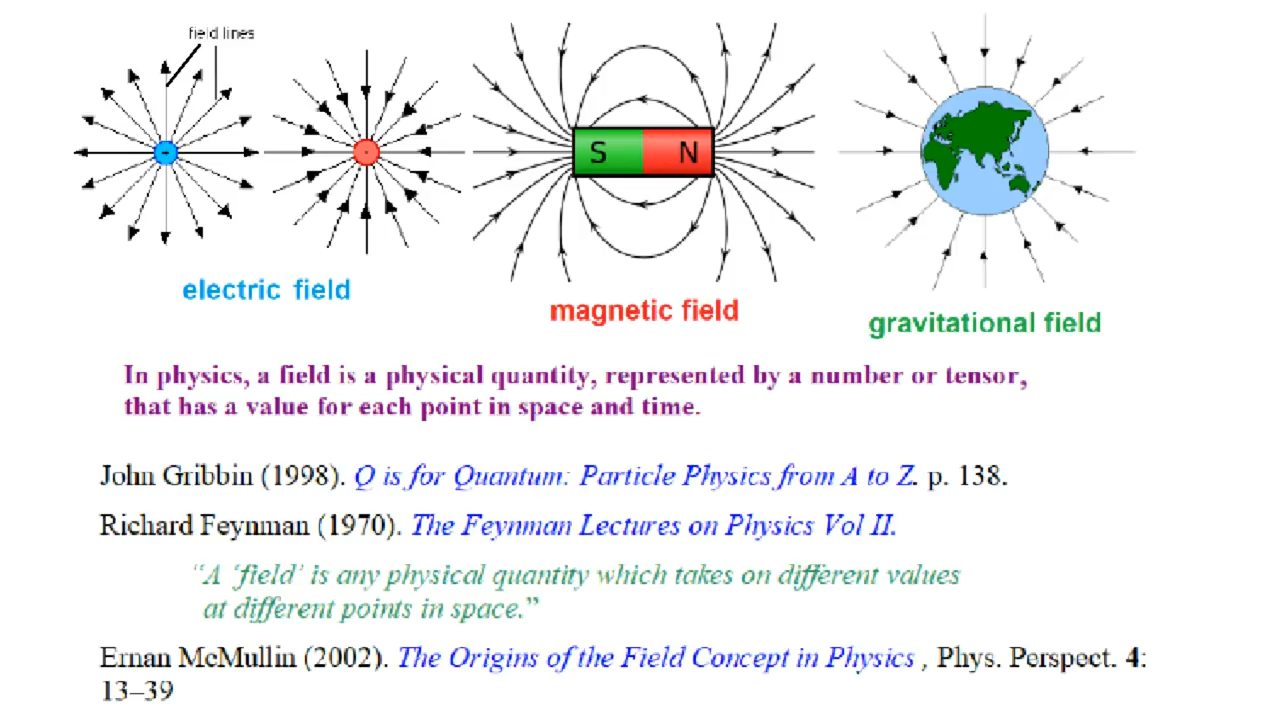 field lines
S N
electric field
magnetic field
gravitational field
In physics, a field is a physical quantity, represented by a number or tensor,
that has a value for each point in space and time.
John Gribbin (1998). Q is for Quantum: Particle Physics from A to Z. p. 138.
Richard Feynman (1970). The Feynman Lectures on Physics Vol II.
“A ‘field’ is any physical quantity which takes on different values
at different points in space.”
Ernan McMullin (2002). The Origins of the Field Concept in Physics , Phys. Perspect. 4:
13–39